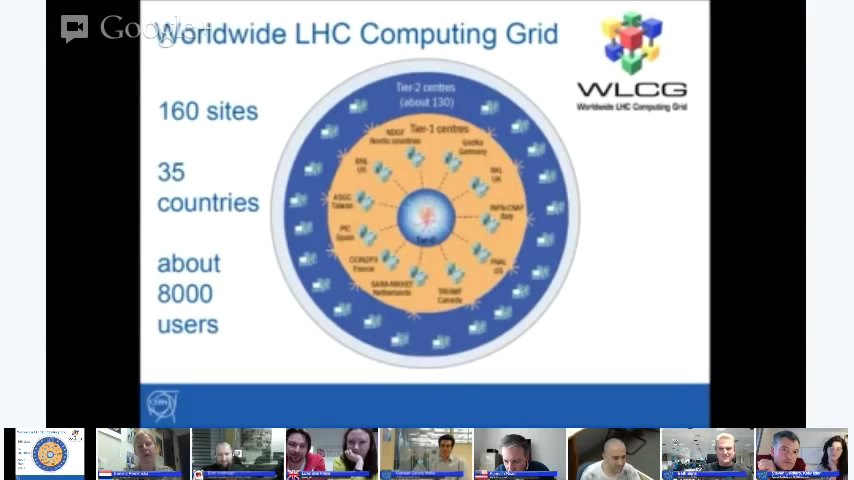 Google+
Worldwide LHC Computing Grid
WLCG
Worldwide LHC Computing Grid
160 sites
35
countries
about
8000
users
Tier-2 centres
(about 130)
Tier-1 centres
NDGF
Nordic countries
GridKa
Germany
BNL
US
RAL
UK
ASGC
Taiwan
INFN-CNAF
Italy
Tier-0
PIC
Spain
CCIN2P3
France
FNAL
US
SARA-NIKHEF
Netherlands
TRIUMF
Canada
CERN